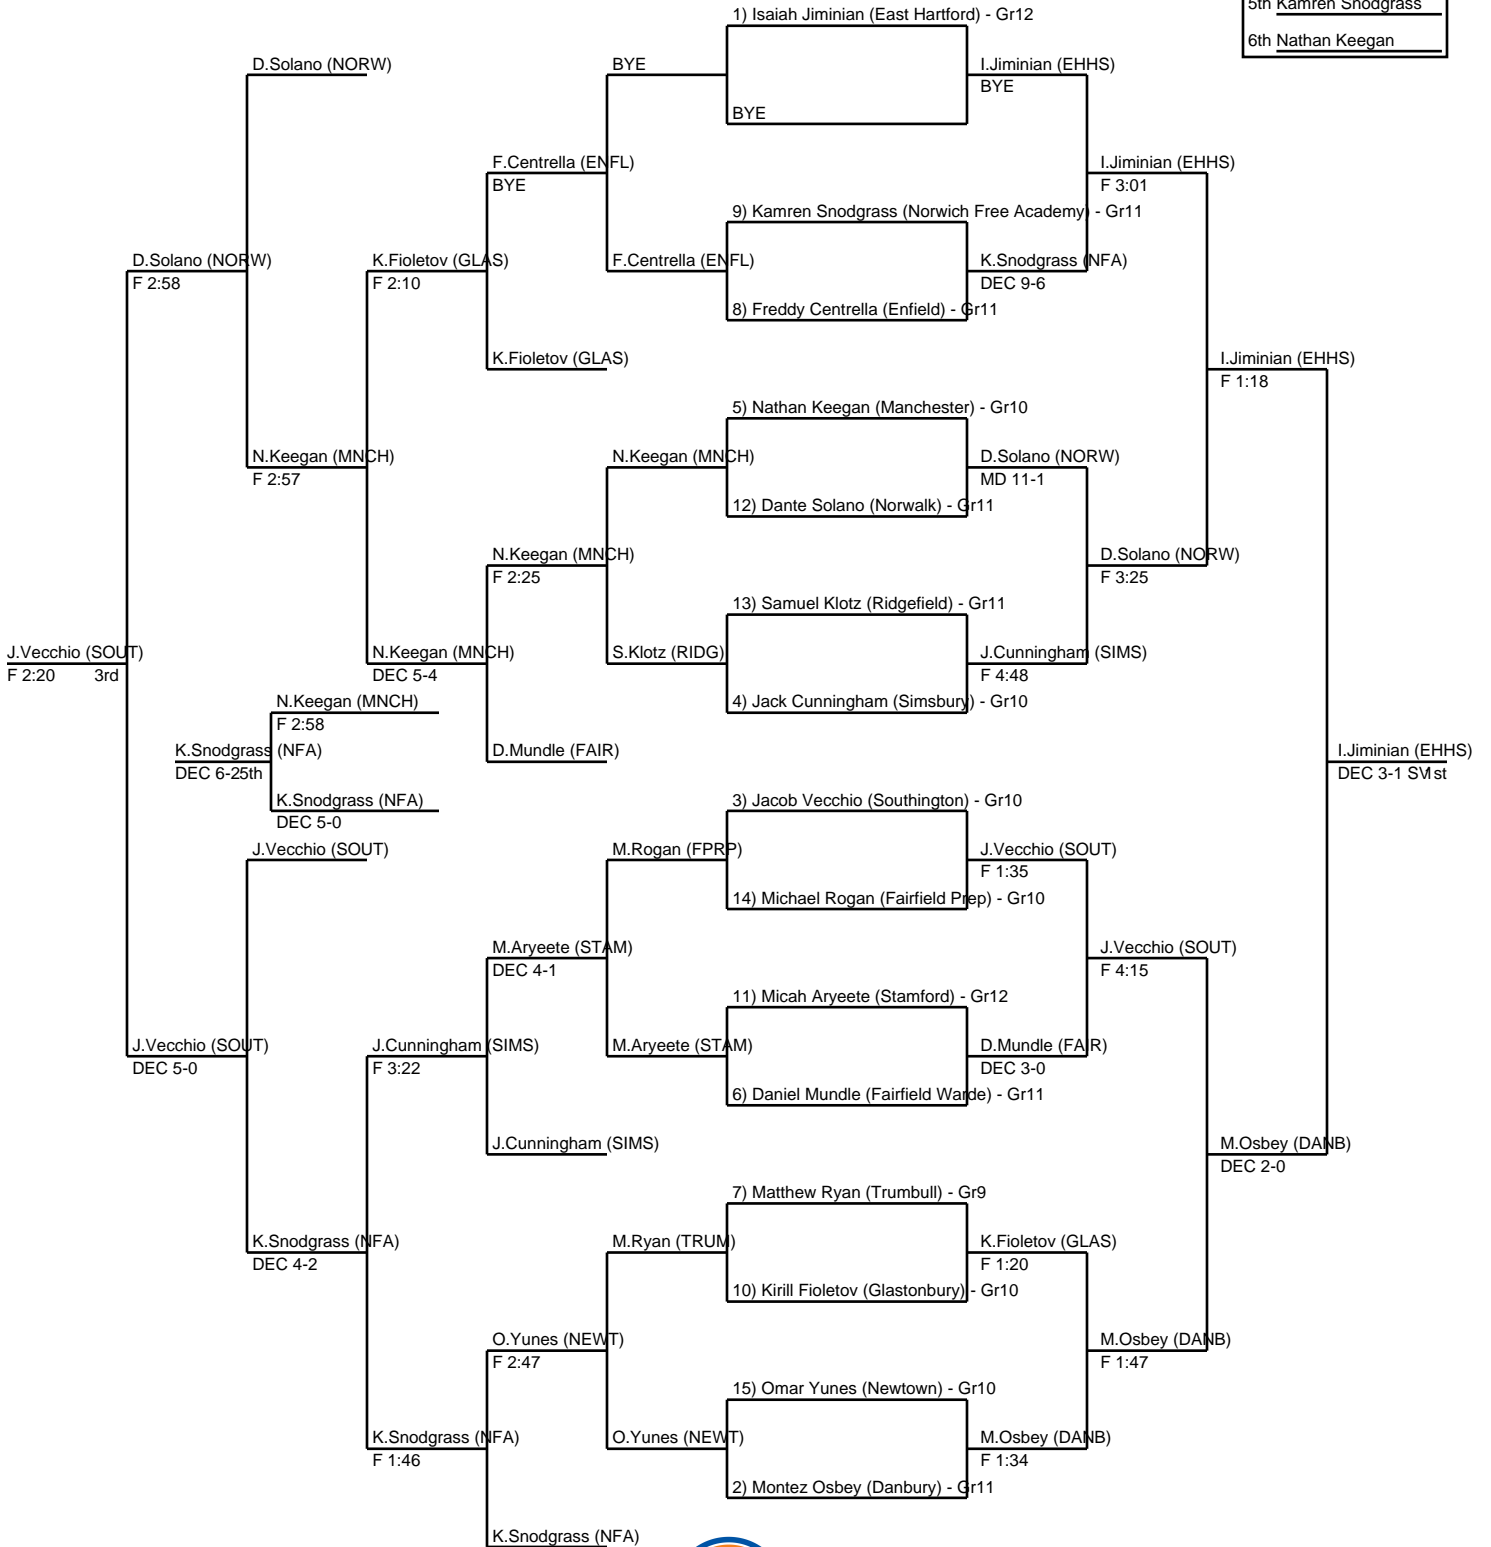 1) Isaiah Jiminian (East Hartford) - Gr12
5th Kamren Snodgrass
6th Nathan Keegan
D.Solano (NORW)
BYE
I.Jiminian (EHHS)
BYE
BYE
F.Centrella (ENFL)
BYE
I.Jiminian (EHHS)
F 3:01
9) Kamren Snodgrass (Norwich Free Academy) - Gr11
D.Solano (NORW)
F 2:58
K.Fioletov (GLAS)
F 2:10
F.Centrella (ENFL)
K.Snodgrass (NFA)
DEC 9-6
8) Freddy Centrella (Enfield) - Gr11
K.Fioletov (GLAS)
I.Jiminian (EHHS)
F 1:18
5) Nathan Keegan (Manchester) - Gr10
N.Keegan (MNCH)
F 2:57
N.Keegan (MNCH)
D.Solano (NORW)
MD 11-1
12) Dante Solano (Norwalk) - Gr11
N.Keegan (MNCH)
F 2:25
D.Solano (NORW)
F 3:25
13) Samuel Klotz (Ridgefield) - Gr11
J.Vecchio (SOUT)
F 2:20 3rd
N.Keegan (MNCH)
DEC 5-4
S.Klotz (RIDG)
J.Cunningham (SIMS)
F 4:48
4) Jack Cunningham (Simsbury) - Gr10
N.Keegan (MNCH)
F 2:58
K.Snodgrass (NFA)
DEC 6-25th
D.Mundle (FAIR)
I.Jiminian (EHHS)
DEC 3-1 SV1st
K.Snodgrass (NFA)
DEC 5-0
3) Jacob Vecchio (Southington) - Gr10
J.Vecchio (SOUT)
M.Rogan (FPRP)
J.Vecchio (SOUT)
F 1:35
14) Michael Rogan (Fairfield Prep) - Gr10
M.Aryeete (STAM)
DEC 4-1
J.Vecchio (SOUT)
F 4:15
11) Micah Aryeete (Stamford) - Gr12
J.Vecchio (SOUT)
DEC 5-0
J.Cunningham (SIMS)
F 3:22
M.Aryeete (STAM)
D.Mundle (FAIR)
DEC 3-0
6) Daniel Mundle (Fairfield Warde) - Gr11
J.Cunningham (SIMS)
M.Osbey (DANB)
DEC 2-0
7) Matthew Ryan (Trumbull) - Gr9
K.Snodgrass (NFA)
DEC 4-2
M.Ryan (TRUM)
K.Fioletov (GLAS)
F 1:20
10) Kirill Fioletov (Glastonbury) - Gr10
O.Yunes (NEWT)
F 2:47
M.Osbey (DANB)
F 1:47
15) Omar Yunes (Newtown) - Gr10
K.Snodgrass (NFA)
F 1:46
O.Yunes (NEWT)
M.Osbey (DANB)
F 1:34
2) Montez Osbey (Danbury) - Gr11
K.Snodgrass (NFA)